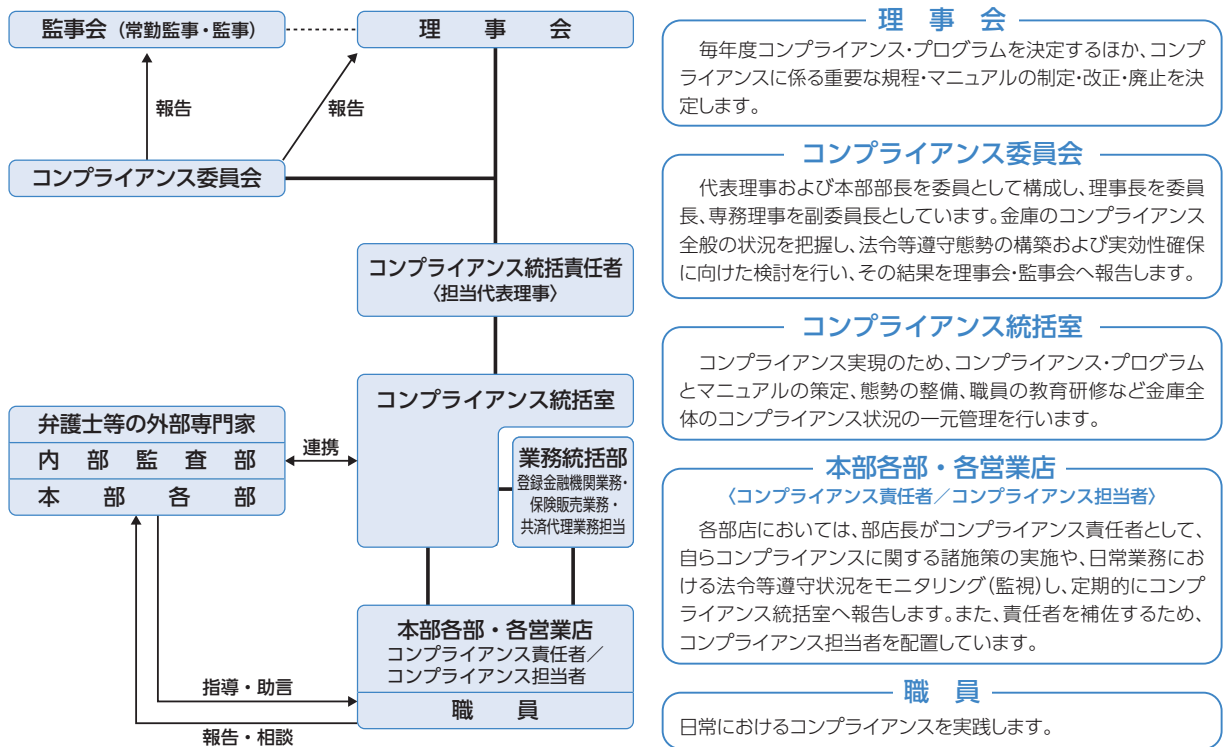 監事会（常勤監事・監事）
理事会
報告
報告
コンプライアンス委員会
コンプライアンス統括責任者
〈担当代表理事〉
コンプライアンス統括室
弁護士等の外部専門家
内部監査部
本部各部
連携
業務統括部
登録金融機関業務・
保険販売業務・
共済代理業務担当
本部各部・各営業店
コンプライアンス責任者／
コンプライアンス担当者
職員
指導・助言
報告・相談
理事会
毎年度コンプライアンス・プログラムを決定するほか、コンプ
ライアンスに係る重要な規程・マニュアルの制定・改正・廃止を決
定します。
コンプライアンス委員会
代表理事および本部部長を委員として構成し、理事長を委員
長、専務理事を副委員長としています。金庫のコンプライアンス
全般の状況を把握し、法令等遵守態勢の構築および実効性確保
に向けた検討を行い、その結果を理事会・監事会へ報告します。
コンプライアンス統括室
コンプライアンス実現のため、コンプライアンス・プログラム
とマニュアルの策定、態勢の整備、職員の教育研修など金庫全
体のコンプライアンス状況の一元管理を行います。
本部各部・各営業店
〈コンプライアンス責任者／コンプライアンス担当者〉
各部店においては、部店長がコンプライアンス責任者として、
自らコンプライアンスに関する諸施策の実施や、日常業務にお
ける法令等遵守状況をモニタリング（監視）し、定期的にコンプ
ライアンス統括室へ報告します。また、責任者を補佐するため、
コンプライアンス担当者を配置しています。
職員
日常におけるコンプライアンスを実践します。